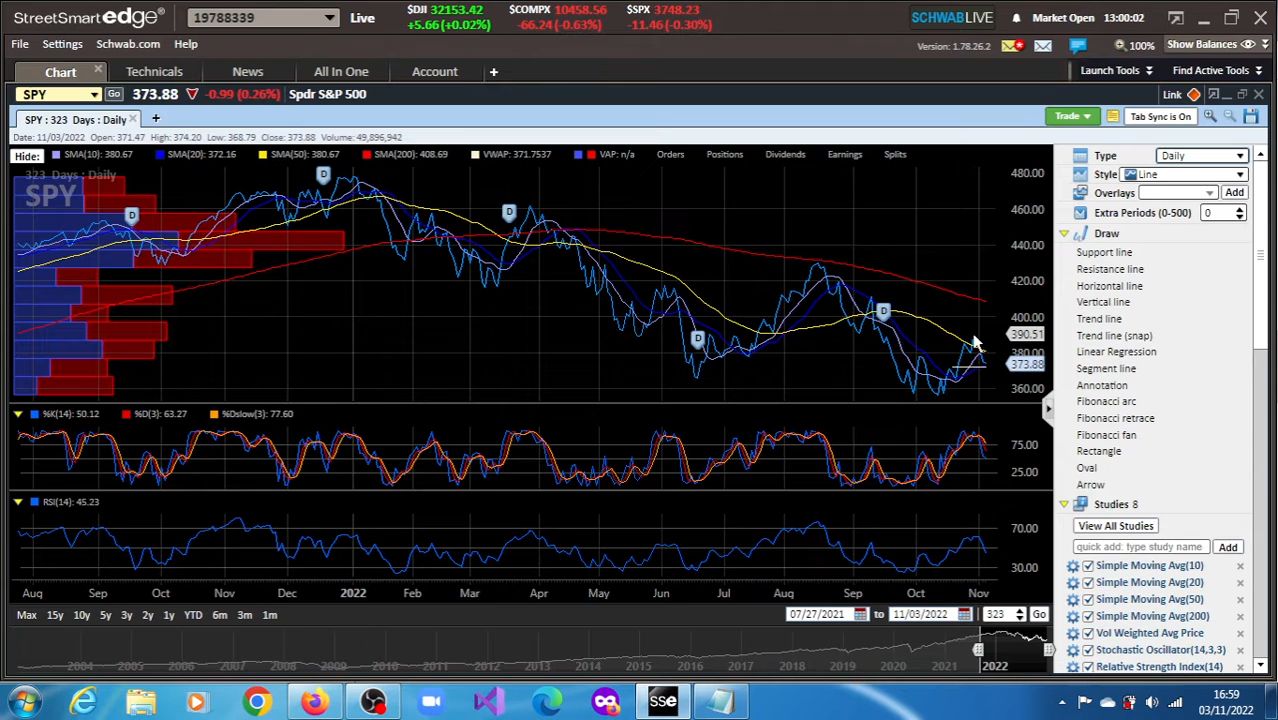 StreetSmart edge®
19788339
Live
$DJI 32153.42
+5.66 (+0.02%)
$COMPX 10458.56
-66.24 (-0.63%)
$SPX 3748.23
-11.46 (-0.30%)
SCHWABLIVE
Market Open
13:00:02
File Settings Schwab.com Help
Version: 1.78.26.2
100%
Show Balances
Chart Technicals News All In One Account
Launch Tools Find Active Tools
SPY Go 373.88 -0.99 (0.26%) Spdr S&P 500
Link
SPY : 323 Days : Daily
Trade Tab Sync is On
Date: 11/03/2022 Open: 371.47 High: 374.20 Low: 368.79 Close: 373.88 Volume: 49,896,942
Hide: SMA(10): 380.67 SMA(20): 372.16 SMA(50): 380.67 SMA(200): 408.69 VWAP: 371.7537 VAP: n/a Orders Positions Dividends Earnings Splits
323 Days : Daily
SPY
D
D
D
D
D
480.00
460.00
440.00
420.00
400.00
390.51
380.00
373.88
360.00
%K(14): 50.12 %D(3): 63.27 %Dslow(3): 77.60
75.00
25.00
RSI(14): 45.23
70.00
30.00
Aug Sep Oct Nov Dec 2022 Feb Mar Apr May Jun Jul Aug Sep Oct Nov
Max 15y 10y 5y 3y 2y 1y YTD 6m 3m 1m
07/27/2021 to 11/03/2022 323 Go
2004 2005 2006 2007 2008 2009 2010 2011 2012 2013 2014 2015 2016 2017 2018 2019 2020 2021 2022
Type Daily
Style Line
Overlays Add
Extra Periods (0-500) 0
Draw
Support line
Resistance line
Horizontal line
Vertical line
Trend line
Trend line (snap)
Linear Regression
Segment line
Annotation
Fibonacci arc
Fibonacci retrace
Fibonacci fan
Rectangle
Oval
Arrow
Studies 8
View All Studies
quick add: type study name Add
Simple Moving Avg(10)
Simple Moving Avg(20)
Simple Moving Avg(50)
Simple Moving Avg(200)
Vol Weighted Avg Price
Stochastic Oscillator(14,3,3)
Relative Strength Index(14)
sse
16:59
03/11/2022